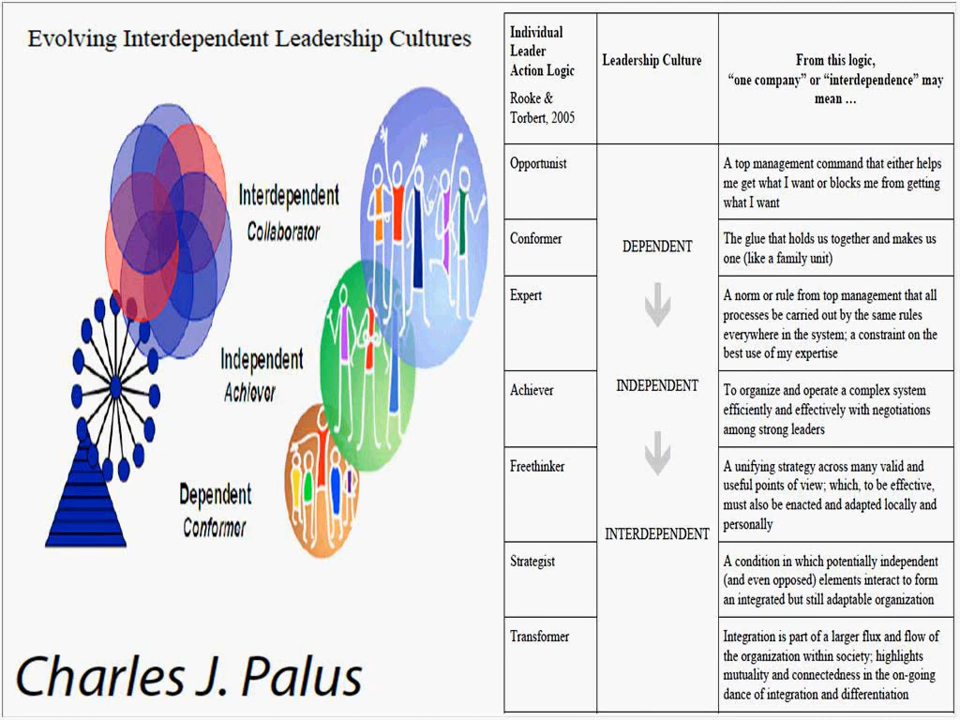 Evolving Interdependent Leadership Cultures
Interdependent
Collaborator
Independent
Achiever
Dependent
Conformer
Charles J. Palus
Individual
Leader
Action Logic
Rooke &
Torbert, 2005
Leadership Culture
From this logic,
“one company” or “interdependence” may
mean …
Opportunist
A top management command that either helps
me get what I want or blocks me from getting
what I want
Conformer
DEPENDENT
The glue that holds us together and makes us
one (like a family unit)
Expert
A norm or rule from top management that all
processes be carried out by the same rules
everywhere in the system; a constraint on the
best use of my expertise
Achiever
INDEPENDENT
To organize and operate a complex system
efficiently and effectively with negotiations
among strong leaders
Freethinker
A unifying strategy across many valid and
useful points of view; which, to be effective,
must also be enacted and adapted locally and
personally
INTERDEPENDENT
Strategist
A condition in which potentially independent
(and even opposed) elements interact to form
an integrated but still adaptable organization
Transformer
Integration is part of a larger flux and flow of
the organization within society; highlights
mutuality and connectedness in the on-going
dance of integration and differentiation